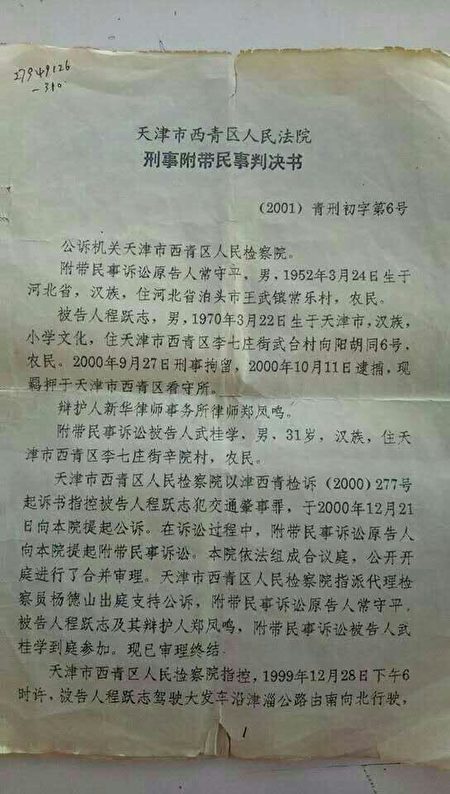 27949126
-310
天津市西青区人民法院
刑事附带民事判决书
(2001)青刑初字第6号
公诉机关天津市西青区人民检察院。
附带民事诉讼原告人常守平，男，1952年3月24日生于
河北省，汉族，住河北省泊头市王武镇常乐村，农民。
被告人程跃志，男，1970年3月22日生于天津市，汉族，
小学文化，住天津市西青区李七庄街武台村向阳胡同6号，
农民。2000年9月27日刑事拘留，2000年10月11日逮捕，现
羁押于天津市西青区看守所。
辩护人新华律师事务所律师郑凤鸣。
附带民事诉讼被告人武桂学，男，31岁，汉族，住天
津市西青区李七庄街辛院村，农民。
天津市西青区人民检察院以津西青检诉(2000)277号
起诉书指控被告人程跃志犯交通肇事罪，于2000年12月21
日向本院提起公诉。在诉讼过程中，附带民事诉讼原告人
向本院提起附带民事诉讼。本院依法组成合议庭，公开开
庭进行了合并审理。天津市西青区人民检察院指派代理检
察员杨德山出庭支持公诉，附带民事诉讼原告人常守平，
被告人程跃志及其辩护人郑凤鸣，附带民事诉讼被告人武
桂学到庭参加。现已审理终结.
天津市西青区人民检察院指控，1999年12月28日下午6
时许，被告人程跃志驾驶大发车沿津淄公路由南向北行驶，
1